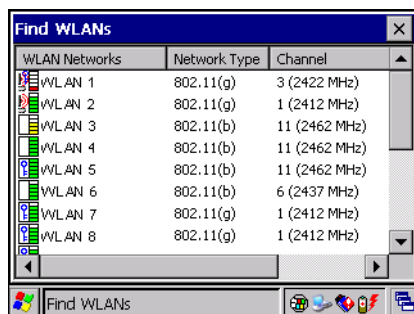 Find WLANs
WLAN Networks Network Type Channel
WLAN 1 802.11(g) 3 (2422 MHz)
WLAN 2 802.11(g) 1 (2412 MHz)
WLAN 3 802.11(b) 11 (2462 MHz)
WLAN 4 802.11(b) 11 (2462 MHz)
WLAN 5 802.11(b) 11 (2462 MHz)
WLAN 6 802.11(b) 6 (2437 MHz)
WLAN 7 802.11(g) 1 (2412 MHz)
WLAN 8 802.11(g) 1 (2412 MHz)
Find WLANs